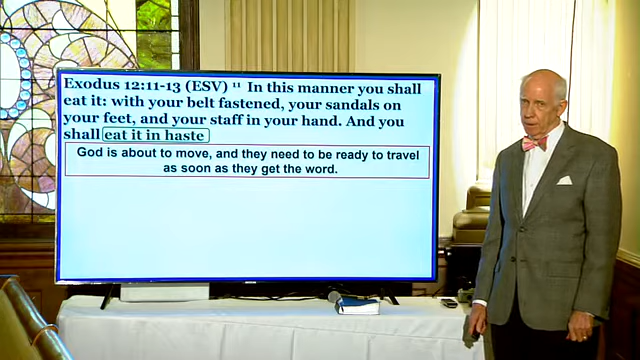 Exodus 12:11-13 (ESV) ¹¹ In this manner you shall
eat it: with your belt fastened, your sandals on
your feet, and your staff in your hand. And you
shall eat it in haste
God is about to move, and they need to be ready to travel
as soon as they get the word.